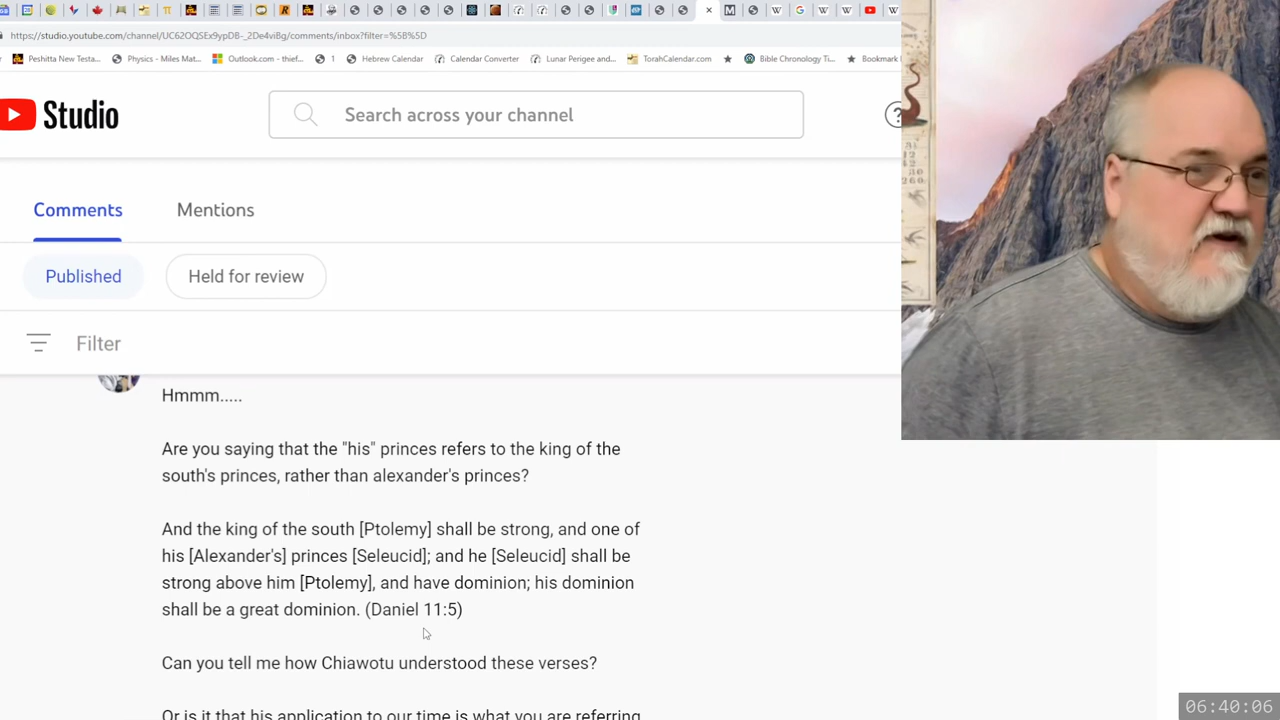 https://studio.youtube.com/channel/UC62OQSEx9ypDB-_2De4viBg/comments/inbox?filter=%5B%5D
Peshitta New Testa... Physics - Miles Mat... Outlook.com - thief... 1 Hebrew Calendar Calendar Converter Lunar Perigee and... TorahCalendar.com Bible Chronology Ti... Bookmark
Studio
Search across your channel
?
Comments Mentions
Published Held for review
Filter
Hmmm.....
Are you saying that the "his" princes refers to the king of the
south's princes, rather than alexander's princes?
And the king of the south [Ptolemy] shall be strong, and one of
his [Alexander's] princes [Seleucid]; and he [Seleucid] shall be
strong above him [Ptolemy], and have dominion; his dominion
shall be a great dominion. (Daniel 11:5)
Can you tell me how Chiawotu understood these verses?
Or is it that his application to our time is what you are referring
06:40:06